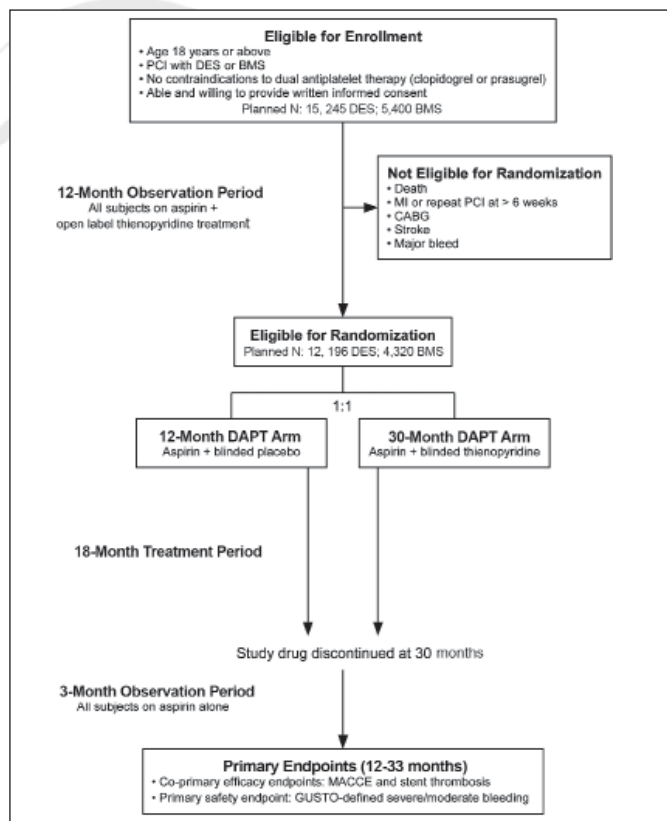 Eligible for Enrollment
• Age 18 years or above
• PCI with DES or BMS
• No contraindications to dual antiplatelet therapy (clopidogrel or prasugrel)
• Able and willing to provide written informed consent
Planned N: 15, 245 DES; 5,400 BMS
12-Month Observation Period
All subjects on aspirin +
open label thienopyridine treatment
Not Eligible for Randomization
• Death
• MI or repeat PCI at > 6 weeks
• CABG
• Stroke
• Major bleed
Eligible for Randomization
Planned N: 12, 196 DES; 4,320 BMS
1:1
12-Month DAPT Arm
Aspirin + blinded placebo
30-Month DAPT Arm
Aspirin + blinded thienopyridine
18-Month Treatment Period
Study drug discontinued at 30 months
3-Month Observation Period
All subjects on aspirin alone
Primary Endpoints (12-33 months)
• Co-primary efficacy endpoints: MACCE and stent thrombosis
• Primary safety endpoint: GUSTO-defined severe/moderate bleeding